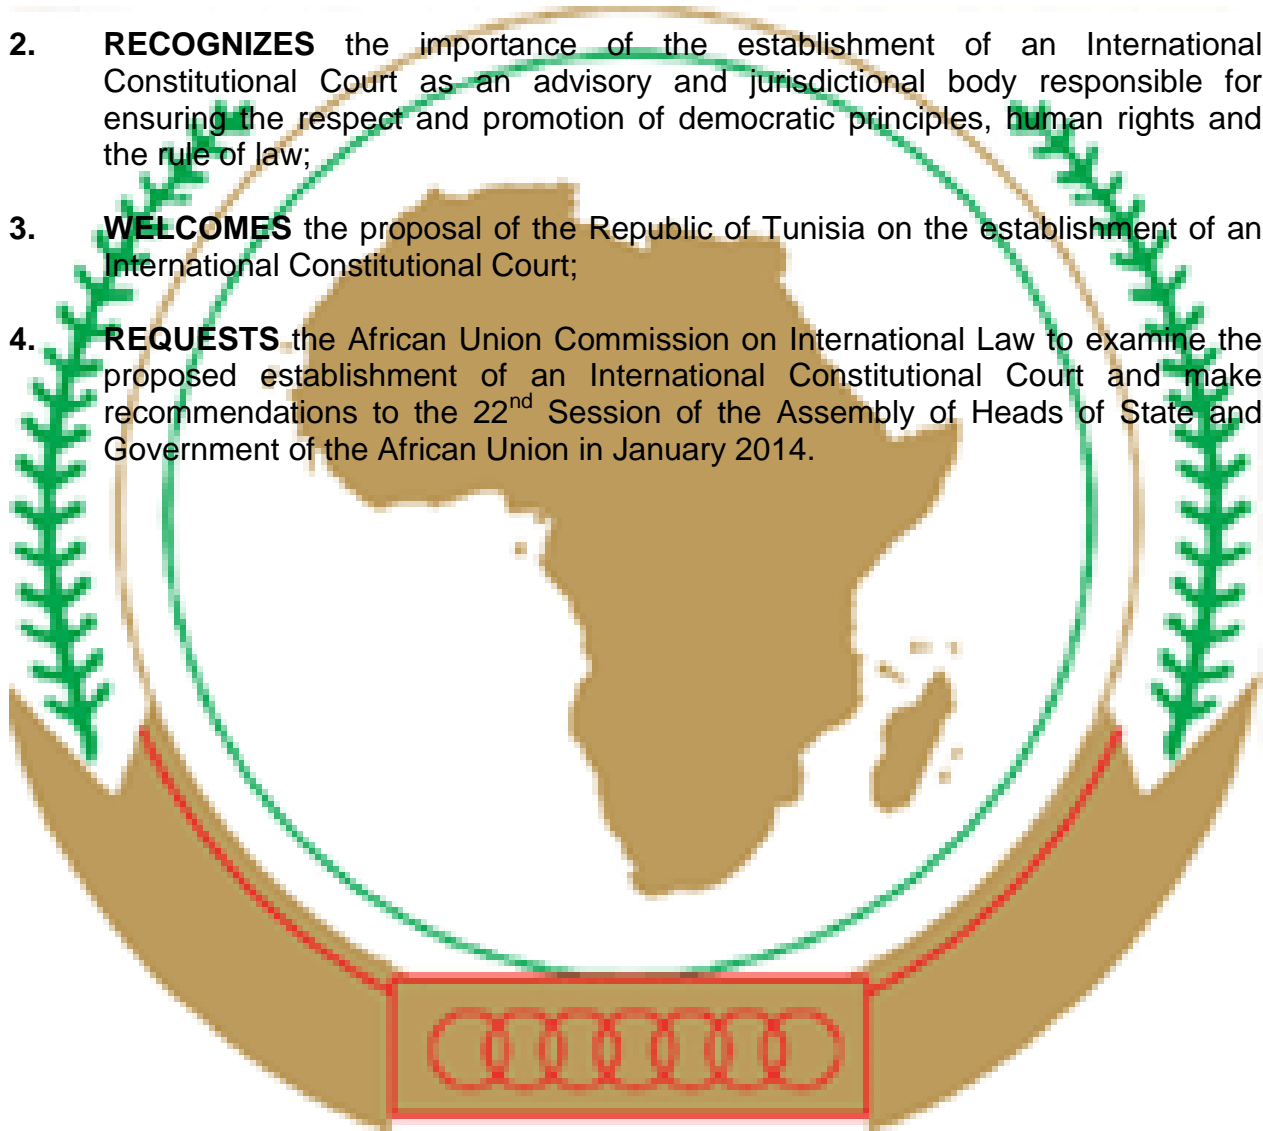 2. RECOGNIZES the importance of the establishment of an International
Constitutional Court as an advisory and jurisdictional body responsible for
ensuring the respect and promotion of democratic principles, human rights and
the rule of law;
3. WELCOMES the proposal of the Republic of Tunisia on the establishment of an
International Constitutional Court;
4. REQUESTS the African Union Commission on International Law to examine the
proposed establishment of an International Constitutional Court and make
recommendations to the 22nd Session of the Assembly of Heads of State and
Government of the African Union in January 2014.